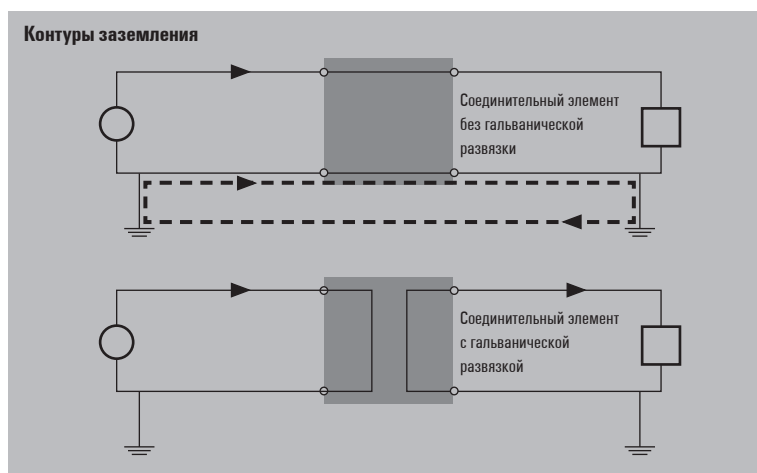 Контуры заземления
Соединительный элемент
без гальванической
развязки
Соединительный элемент
с гальванической
развязкой